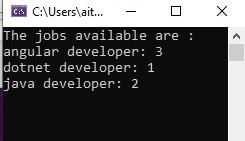 C:\Users\ait...
The jobs available are :
angular developer: 3
dotnet developer: 1
java developer: 2